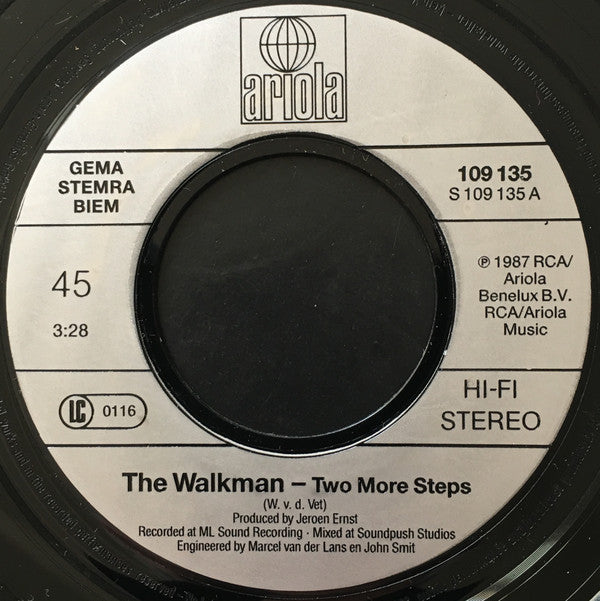 ariola
GEMA
STEMRA
BIEM
109 135
S 109 135 A
45
3:28
℗ 1987 RCA/
Ariola
Benelux B.V.
RCA/Ariola
Music
LC 0116
HI-FI
STEREO
The Walkman – Two More Steps
(W. v. d. Vet)
Produced by Jeroen Ernst
Recorded at ML Sound Recording · Mixed at Soundpush Studios
Engineered by Marcel van der Lans en John Smit